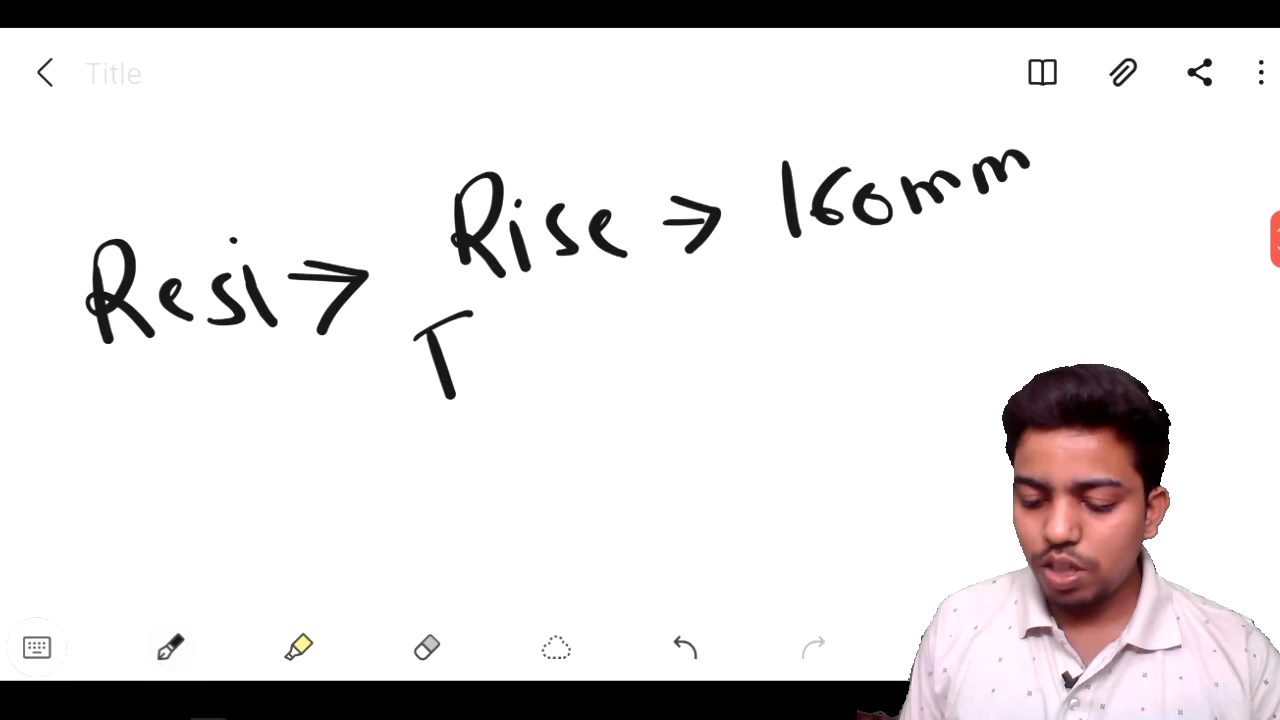 Title
Rise → 160mm
Resi →
T